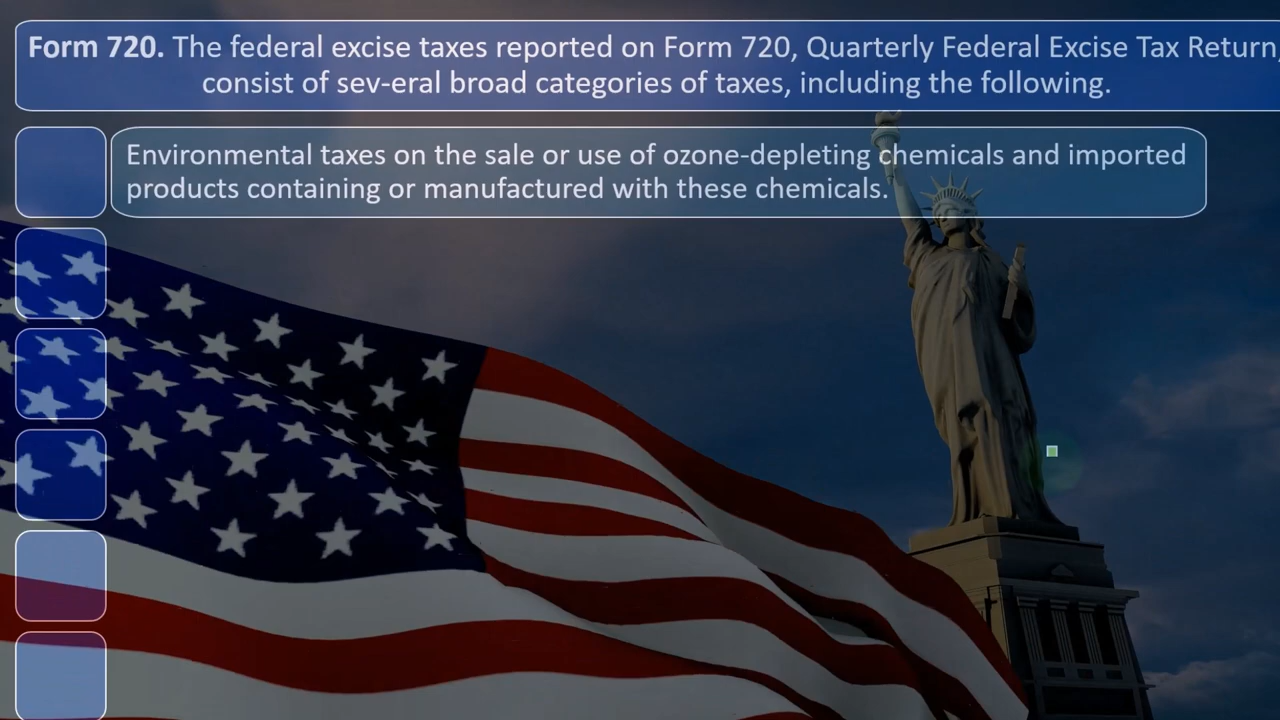 Form 720. The federal excise taxes reported on Form 720, Quarterly Federal Excise Tax Return,
consist of sev-eral broad categories of taxes, including the following.
Environmental taxes on the sale or use of ozone-depleting chemicals and imported
products containing or manufactured with these chemicals.